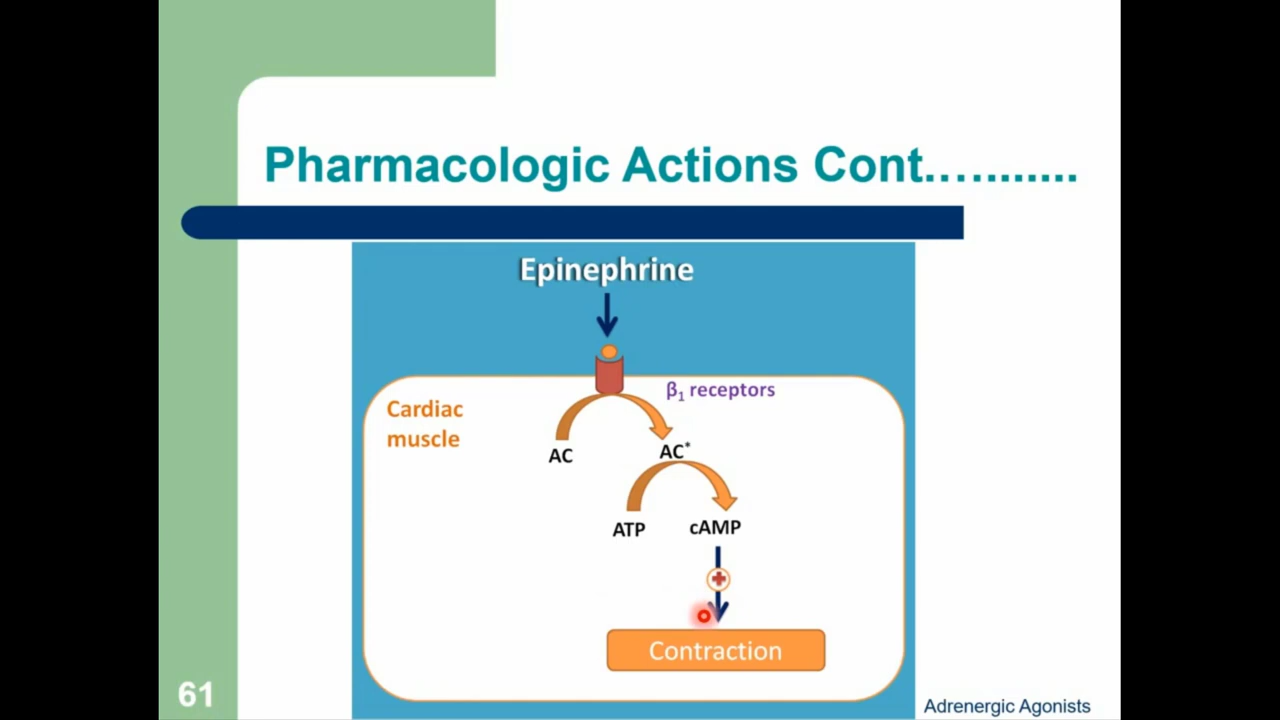 Pharmacologic Actions Cont............
Epinephrine
β₁ receptors
Cardiac
muscle
AC
AC*
ATP
cAMP
Contraction
61
Adrenergic Agonists